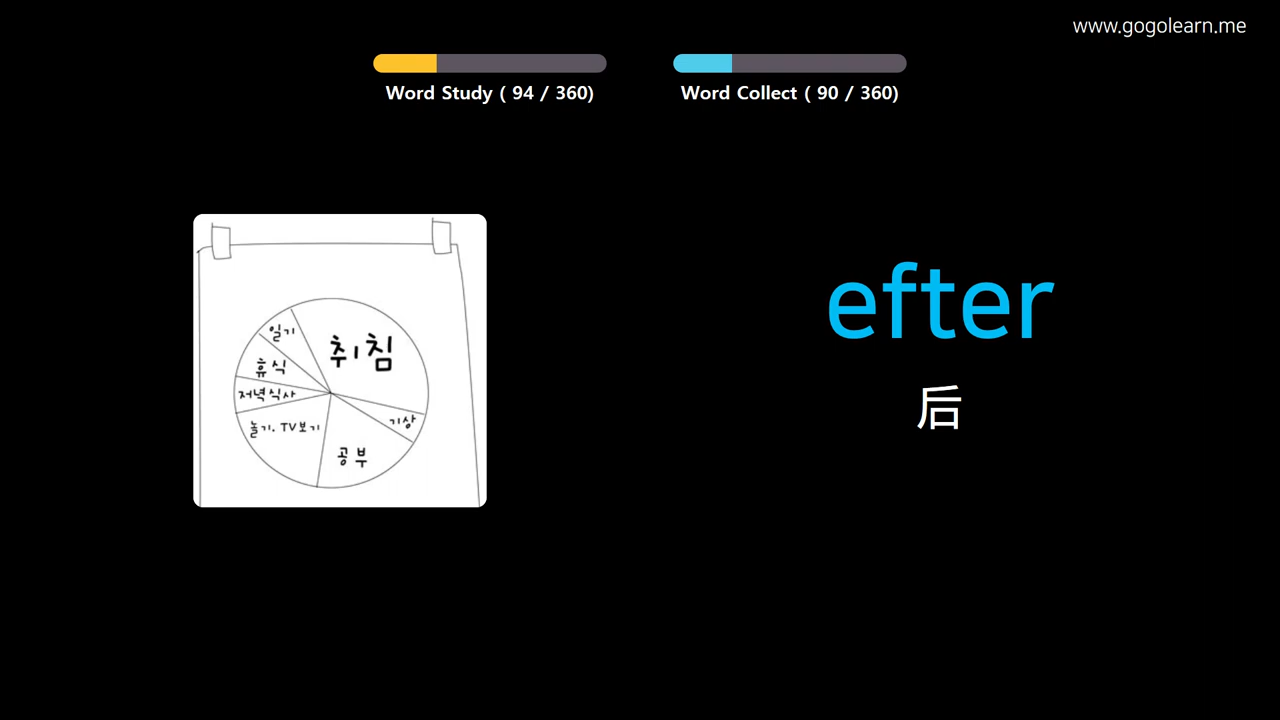 www.gogolearn.me
Word Study ( 94 / 360)
Word Collect ( 90 / 360)
일기
취침
휴식
저녁식사
기상
놀기. TV보기
공부
efter
后